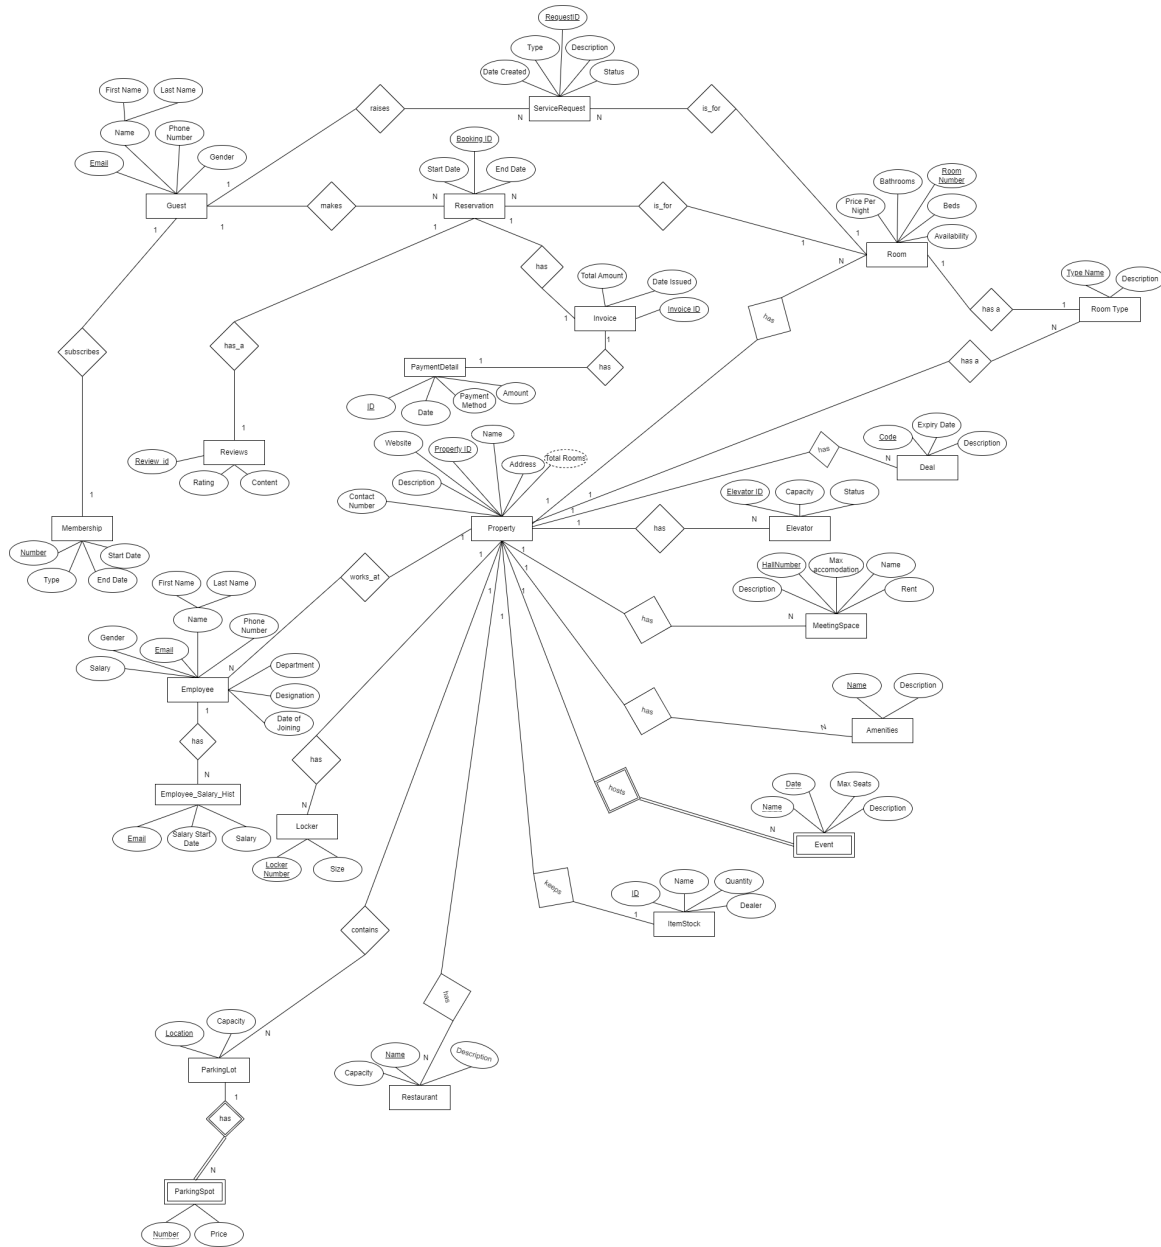 RequestID
Type
Description
Date Created
Status
ServiceRequest
raises
N
N
is_for
First Name
Last Name
Name
Phone
Number
Email
Gender
Guest
1
1
1
makes
N
Booking ID
Start Date
End Date
Reservation
N
1
1
is_for
1
1
Bathrooms
Room
Number
Price Per
Night
Beds
Availability
Room
N
1
has a
1
Type Name
Description
Room Type
N
has a
has
has
1
Total Amount
Date Issued
Invoice ID
Invoice
1
has
1
PaymentDetail
ID
Date
Payment
Method
Amount
subscribes
1
has_a
1
Reviews
Review_id
Rating
Content
Membership
Number
Type
End Date
Start Date
Website
Property ID
Name
Address
Total Rooms
Description
Contact
Number
Property
1
1
1
1
1
1
1
1
1
1
1
1
has
N
Code
Expiry Date
Description
Deal
has
N
Elevator ID
Capacity
Status
Elevator
has
N
HallNumber
Max
accomodation
Name
Description
Rent
MeetingSpace
has
N
Name
Description
Amenities
hosts
N
Date
Max Seats
Name
Description
Event
keeps
1
ID
Name
Quantity
Dealer
ItemStock
works_at
N
First Name
Last Name
Name
Phone
Number
Gender
Email
Salary
Department
Designation
Date of
Joining
Employee
1
has
N
Employee_Salary_Hist
Email
Salary Start
Date
Salary
has
N
Locker
Locker
Number
Size
contains
N
Location
Capacity
ParkingLot
1
has
N
ParkingSpot
Number
Price
has
N
Name
Description
Capacity
Restaurant